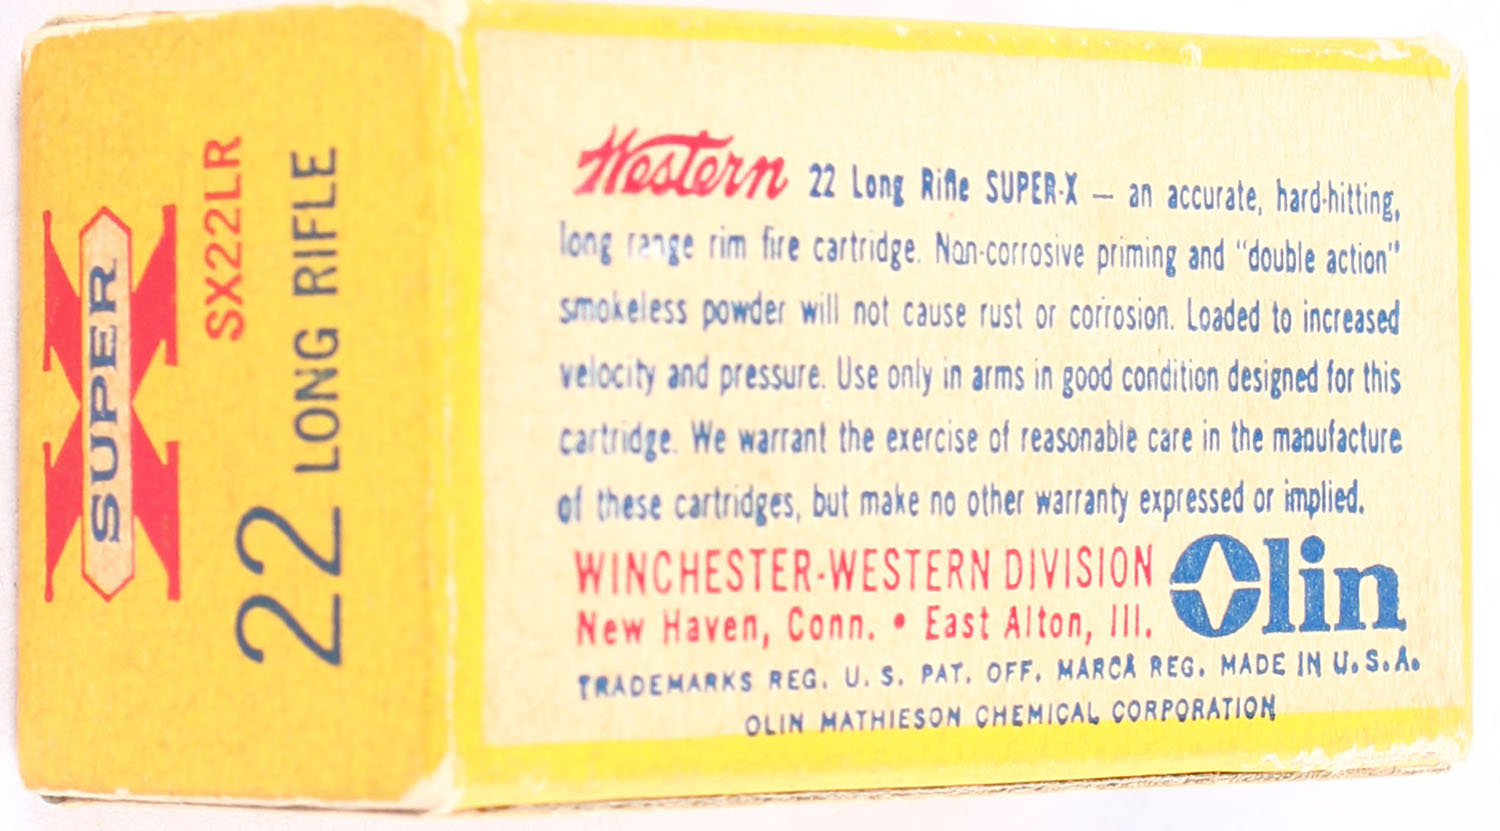 SUPER X
SX22LR
22 LONG RIFLE
Western 22 Long Rifle SUPER-X — an accurate, hard-hitting,
long range rim fire cartridge. Non-corrosive priming and "double action"
smokeless powder will not cause rust or corrosion. Loaded to increased
velocity and pressure. Use only in arms in good condition designed for this
cartridge. We warrant the exercise of reasonable care in the manufacture
of these cartridges, but make no other warranty expressed or implied.
WINCHESTER-WESTERN DIVISION
New Haven, Conn. • East Alton, Ill.
Olin
TRADEMARKS REG. U. S. PAT. OFF. MARCA REG. MADE IN U.S.A.
OLIN MATHIESON CHEMICAL CORPORATION